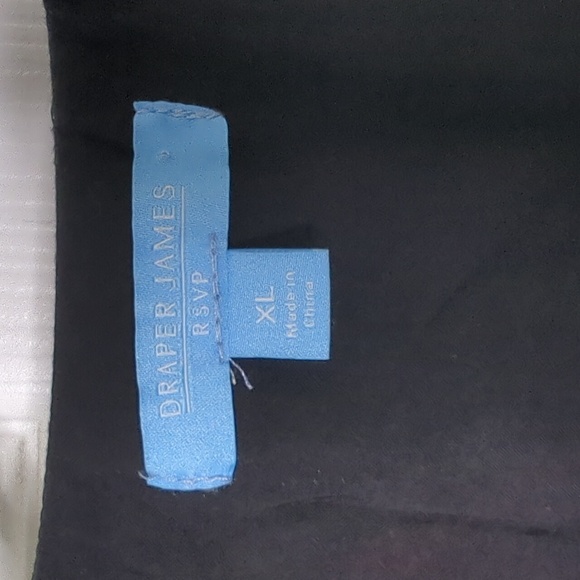 DRAPER JAMES
RSVP
XL
Made in
China